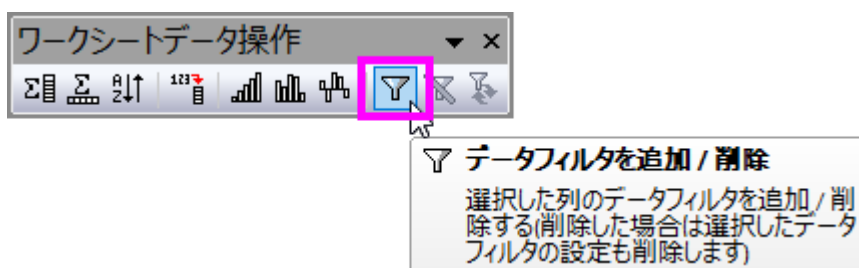 ワークシートデータ操作
データフィルタを追加 / 削除
選択した列のデータフィルタを追加 / 削
除する(削除した場合は選択したデータ
フィルタの設定も削除します)